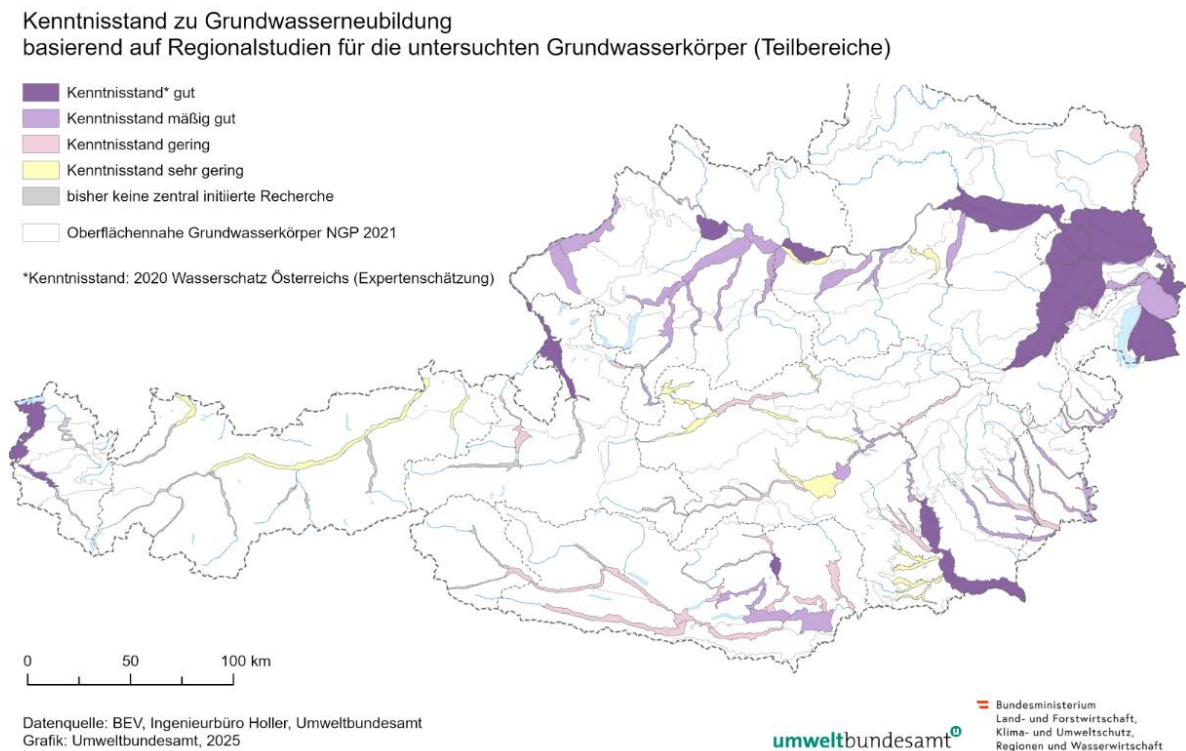 Kenntnisstand zu Grundwasserneubildung
basierend auf Regionalstudien für die untersuchten Grundwasserkörper (Teilbereiche)
Kenntnisstand* gut
Kenntnisstand mäßig gut
Kenntnisstand gering
Kenntnisstand sehr gering
bisher keine zentral initiierte Recherche
Oberflächennahe Grundwasserkörper NGP 2021
*Kenntnisstand: 2020 Wasserschatz Österreichs (Expertenschätzung)
0 50 100 km
Datenquelle: BEV, Ingenieurbüro Holler, Umweltbundesamt
Grafik: Umweltbundesamt, 2025
umweltbundesamt
Bundesministerium
Land- und Forstwirtschaft,
Klima- und Umweltschutz,
Regionen und Wasserwirtschaft